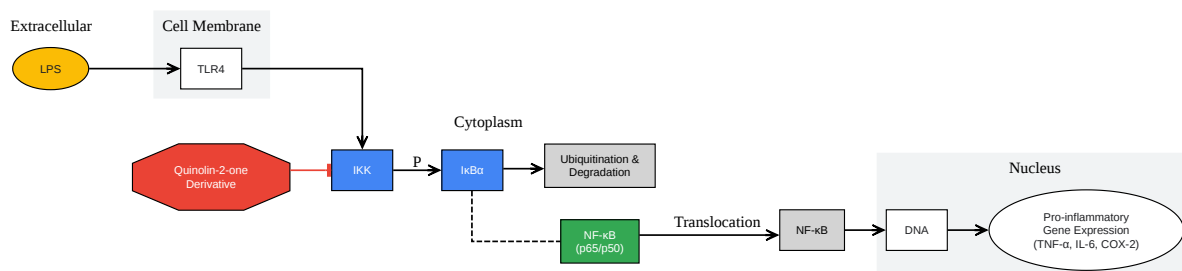 Extracellular
Cell Membrane
LPS
TLR4
Cytoplasm
Quinolin-2-one
Derivative
IKK
P
IκBα
Ubiquitination &
Degradation
NF-κB
(p65/p50)
Translocation
NF-κB
Nucleus
DNA
Pro-inflammatory
Gene Expression
(TNF-α, IL-6, COX-2)